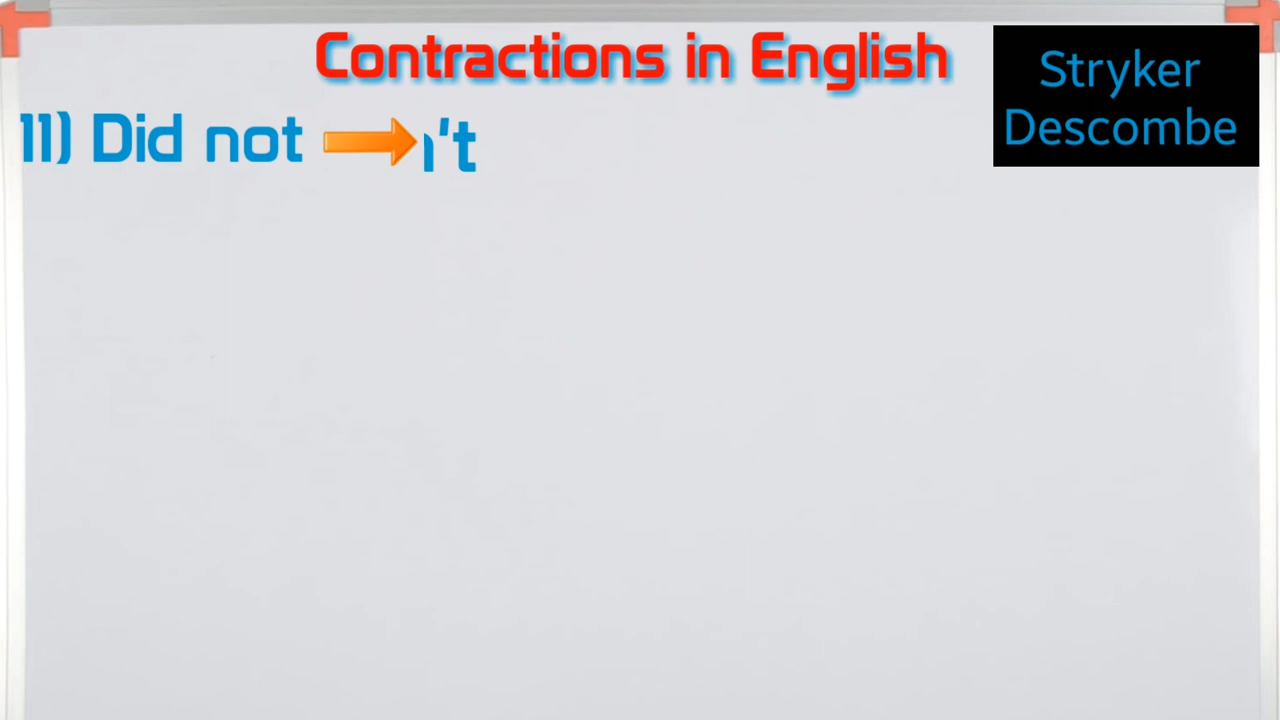 Contractions in English
Stryker
Descombe
11) Did not 't